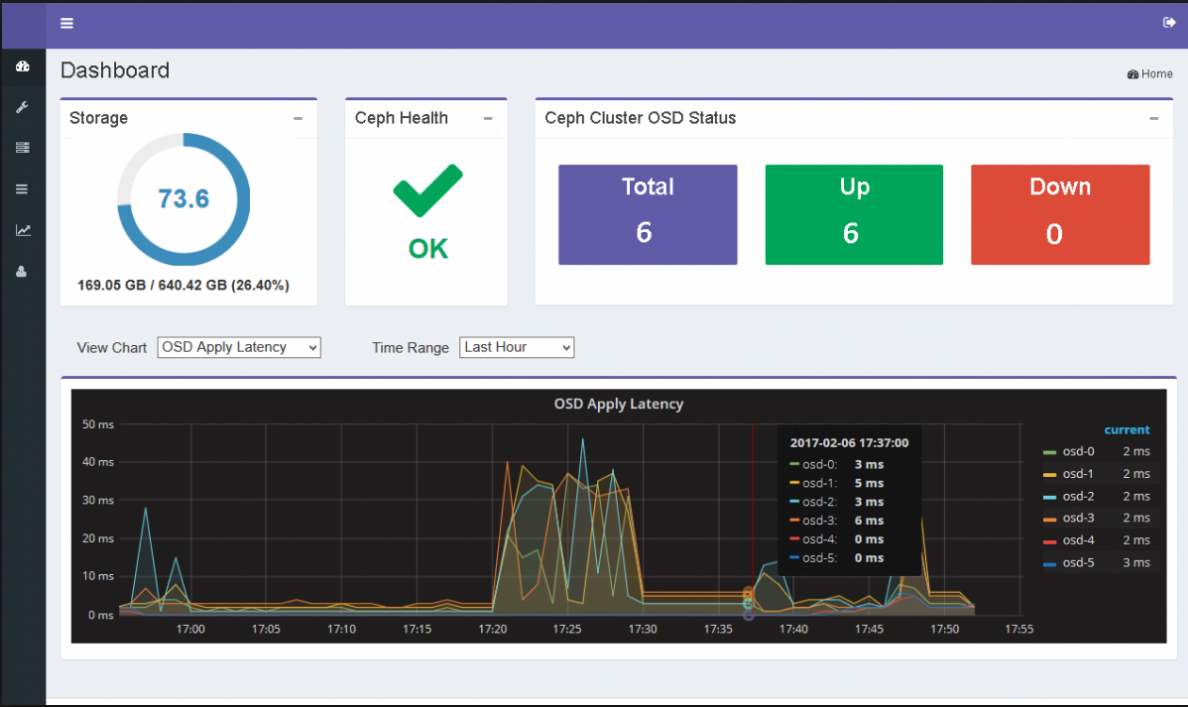 Dashboard
Home
Storage
73.6
169.05 GB / 640.42 GB (26.40%)
Ceph Health
OK
Ceph Cluster OSD Status
Total
6
Up
6
Down
0
View Chart OSD Apply Latency
Time Range Last Hour
OSD Apply Latency
50 ms
40 ms
30 ms
20 ms
10 ms
0 ms
17:00 17:05 17:10 17:15 17:20 17:25 17:30 17:35 17:40 17:45 17:50 17:55
2017-02-06 17:37:00
osd-0: 3 ms
osd-1: 5 ms
osd-2: 3 ms
osd-3: 6 ms
osd-4: 0 ms
osd-5: 0 ms
current
osd-0 2 ms
osd-1 2 ms
osd-2 2 ms
osd-3 2 ms
osd-4 2 ms
osd-5 3 ms